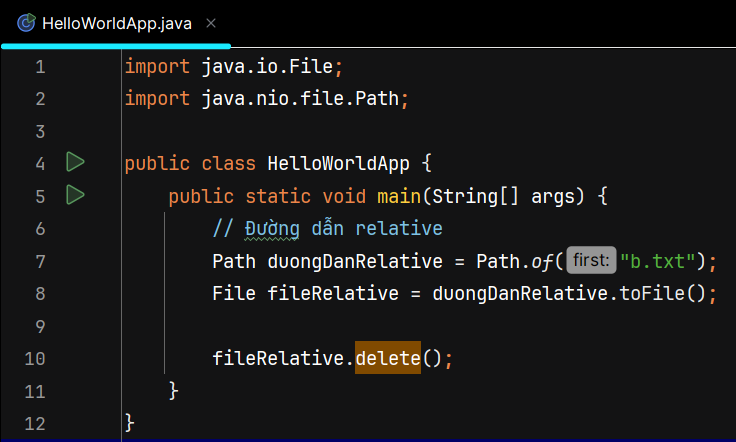 HelloWorldApp.java ×
1 import java.io.File;
2 import java.nio.file.Path;
3
4 public class HelloWorldApp {
5 public static void main(String[] args) {
6 // Đường dẫn relative
7 Path duongDanRelative = Path.of( first: "b.txt");
8 File fileRelative = duongDanRelative.toFile();
9
10 fileRelative.delete();
11 }
12 }